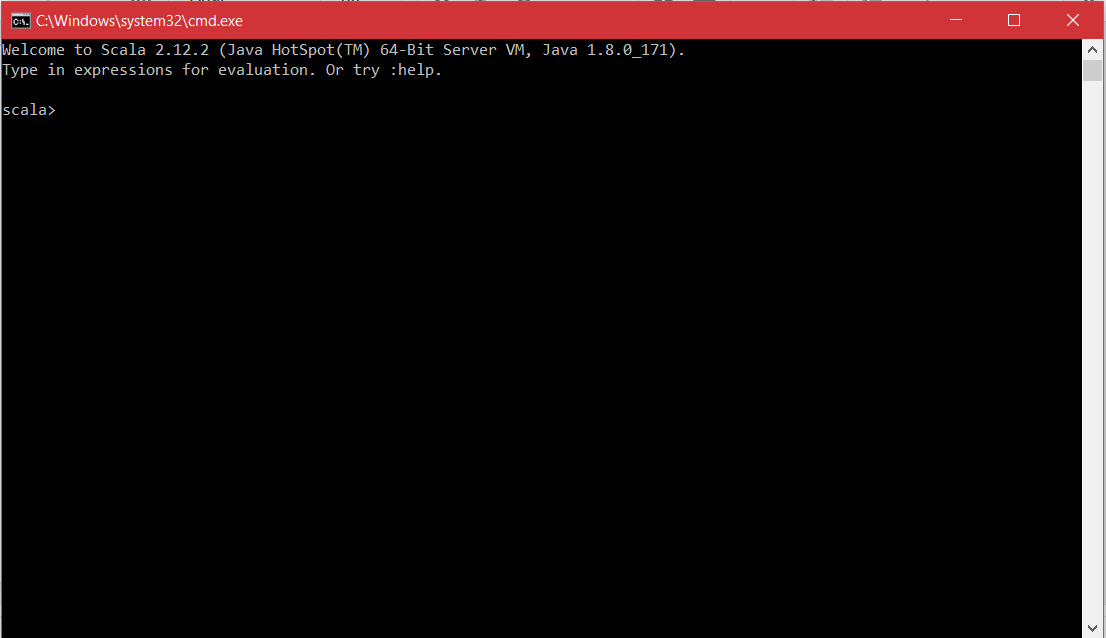 C:\Windows\system32\cmd.exe
Welcome to Scala 2.12.2 (Java HotSpot(TM) 64-Bit Server VM, Java 1.8.0_171).
Type in expressions for evaluation. Or try :help.
scala>